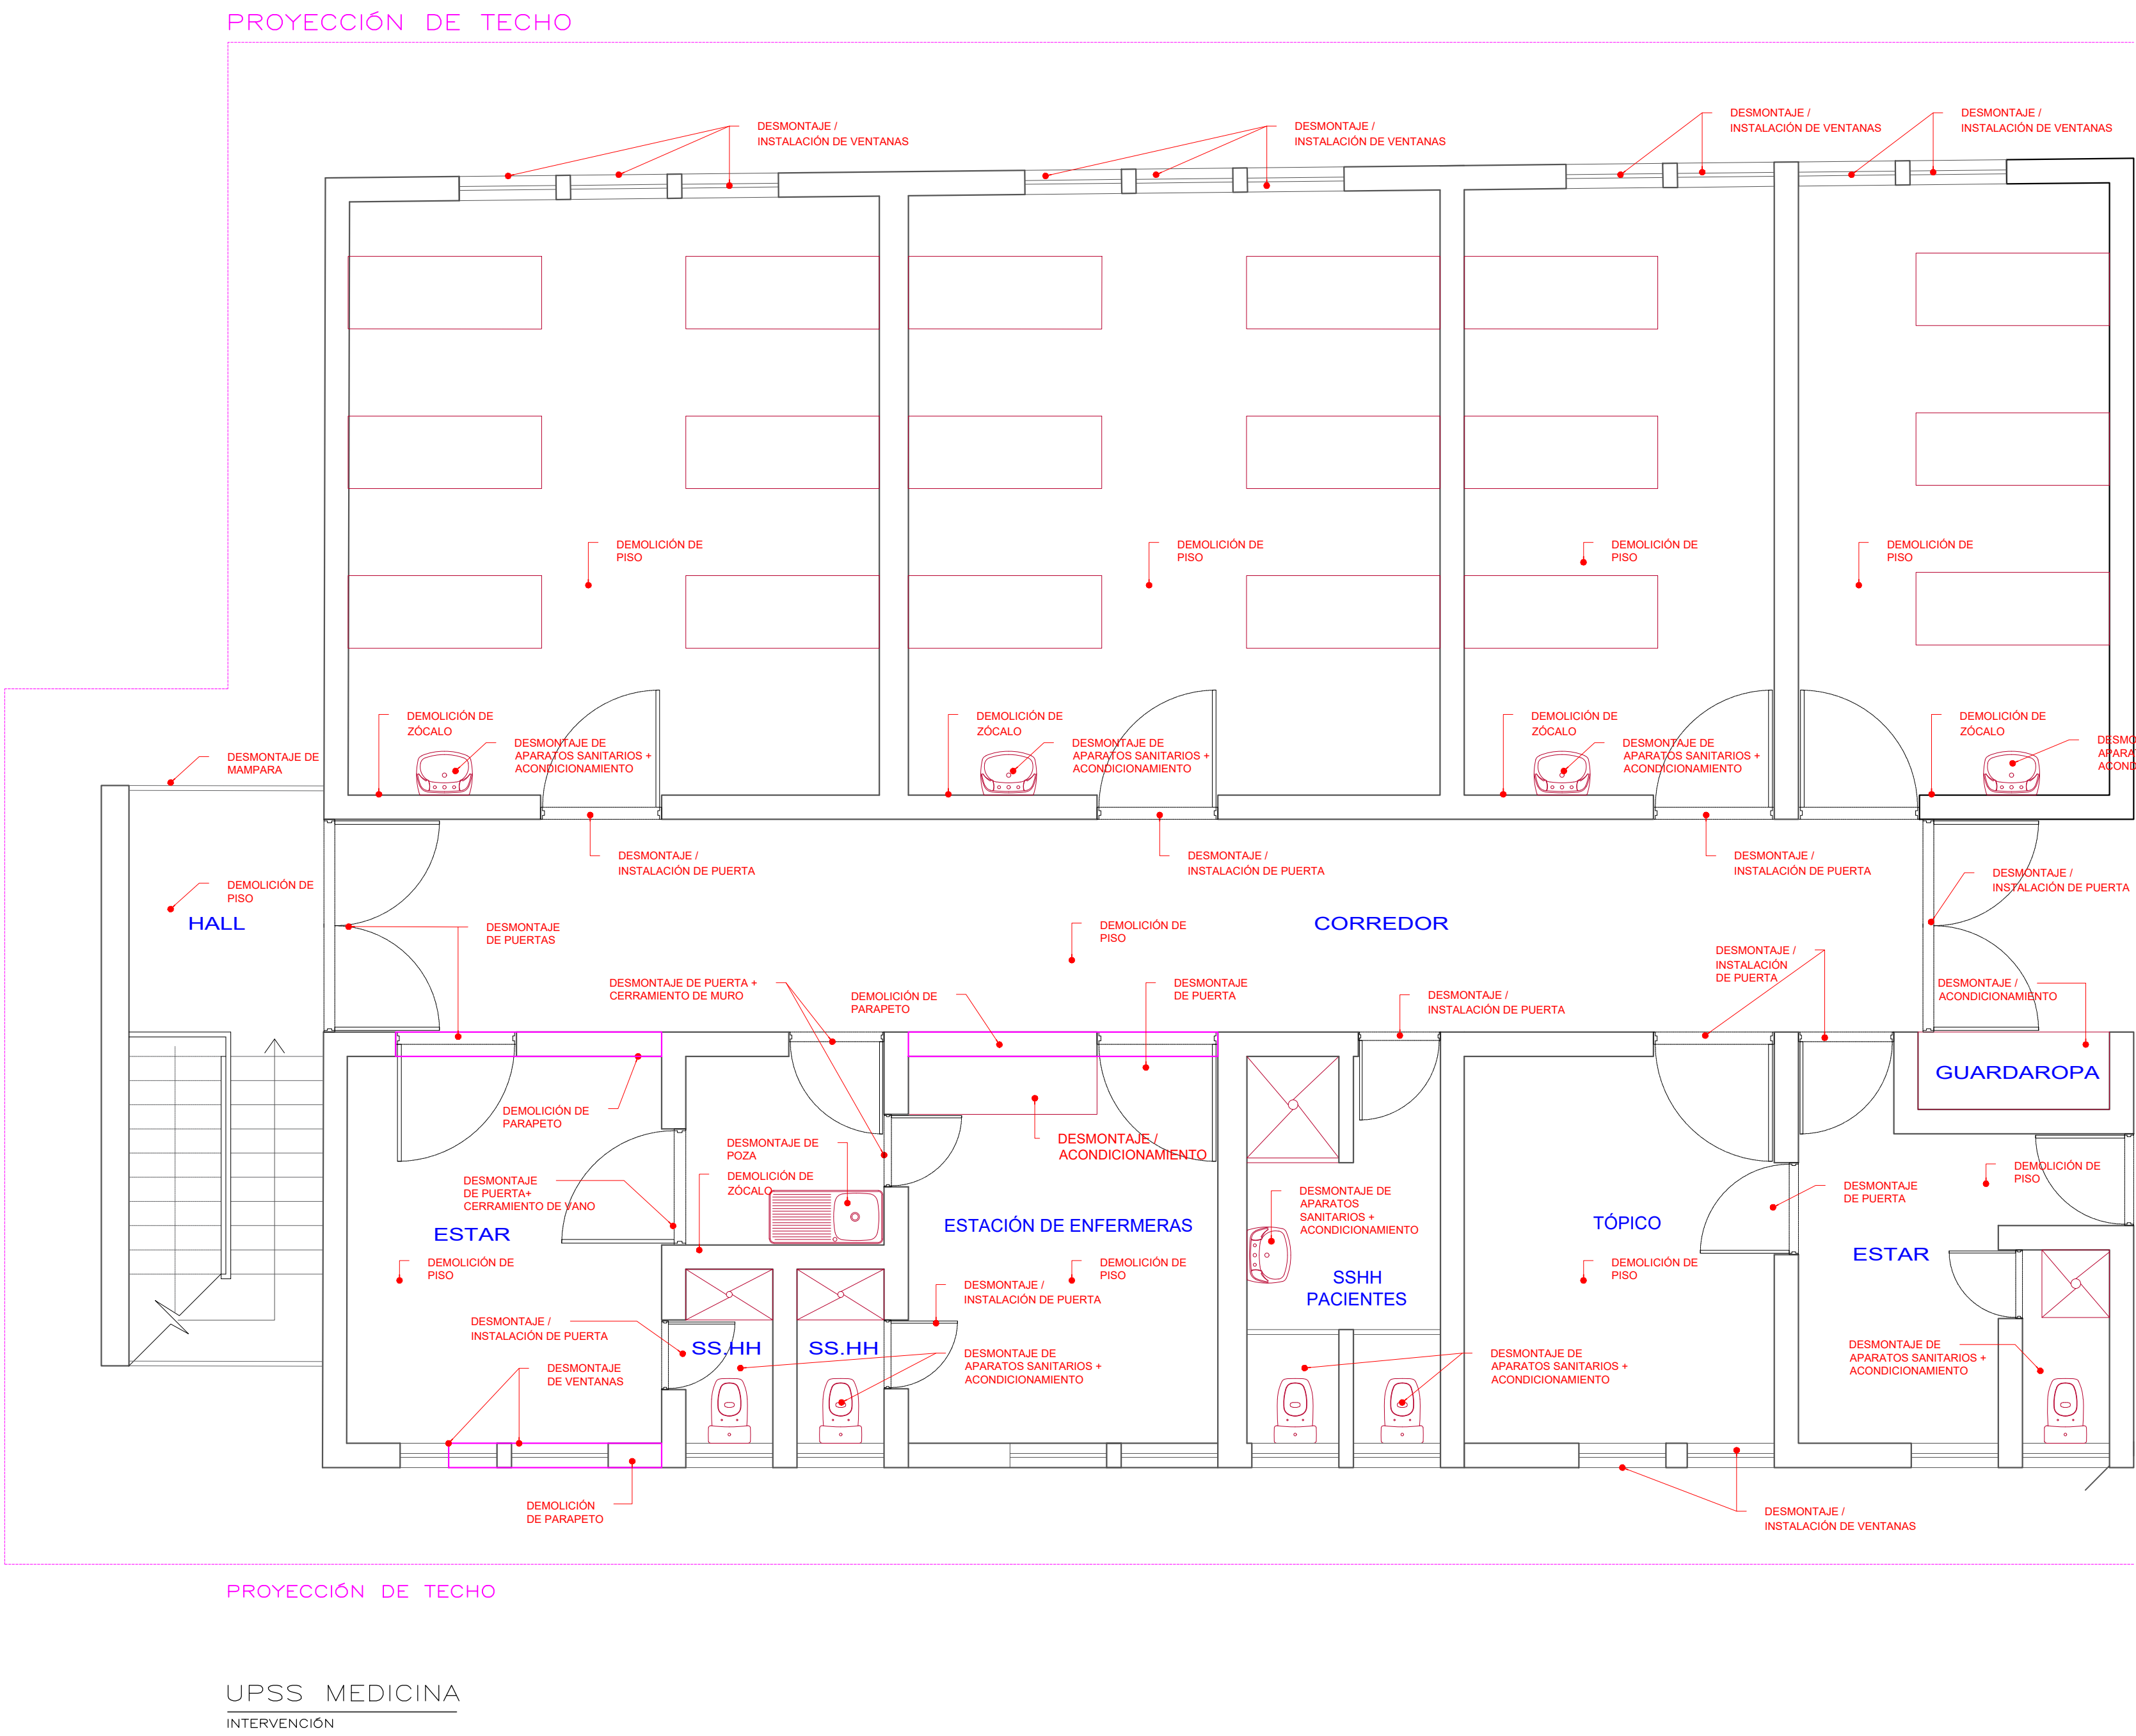 PROYECCIÓN DE TECHO
DESMONTAJE /
INSTALACIÓN DE VENTANAS
DESMONTAJE /
INSTALACIÓN DE VENTANAS
DESMONTAJE /
INSTALACIÓN DE VENTANAS
DESMONTAJE /
INSTALACIÓN DE VENTANAS
DEMOLICIÓN DE
PISO
DEMOLICIÓN DE
PISO
DEMOLICIÓN DE
PISO
DEMOLICIÓN DE
PISO
DEMOLICIÓN DE
ZÓCALO
DESMONTAJE DE
APARATOS SANITARIOS +
ACONDICIONAMIENTO
DEMOLICIÓN DE
ZÓCALO
DESMONTAJE DE
APARATOS SANITARIOS +
ACONDICIONAMIENTO
DEMOLICIÓN DE
ZÓCALO
DESMONTAJE DE
APARATOS SANITARIOS +
ACONDICIONAMIENTO
DEMOLICIÓN DE
ZÓCALO
DESMO
APARA
ACOND
DESMONTAJE DE
MAMPARA
DESMONTAJE /
INSTALACIÓN DE PUERTA
DESMONTAJE /
INSTALACIÓN DE PUERTA
DESMONTAJE /
INSTALACIÓN DE PUERTA
DESMONTAJE /
INSTALACIÓN DE PUERTA
DEMOLICIÓN DE
PISO
HALL
DESMONTAJE
DE PUERTAS
DEMOLICIÓN DE
PISO
CORREDOR
DESMONTAJE /
INSTALACIÓN
DE PUERTA
DESMONTAJE DE PUERTA +
CERRAMIENTO DE MURO
DEMOLICIÓN DE
PARAPETO
DESMONTAJE
DE PUERTA
DESMONTAJE /
INSTALACIÓN DE PUERTA
DESMONTAJE /
ACONDICIONAMIENTO
GUARDAROPA
DEMOLICIÓN DE
PARAPETO
DESMONTAJE DE
POZA
DEMOLICIÓN DE
ZÓCALO
DESMONTAJE /
ACONDICIONAMIENTO
DESMONTAJE
DE PUERTA+
CERRAMIENTO DE VANO
DESMONTAJE DE
APARATOS
SANITARIOS +
ACONDICIONAMIENTO
DESMONTAJE
DE PUERTA
DEMOLICIÓN DE
PISO
ESTAR
ESTACIÓN DE ENFERMERAS
TÓPICO
ESTAR
DEMOLICIÓN DE
PISO
DEMOLICIÓN DE
PISO
SSHH
PACIENTES
DEMOLICIÓN DE
PISO
DESMONTAJE /
INSTALACIÓN DE PUERTA
DESMONTAJE /
INSTALACIÓN DE PUERTA
SS.HH
SS.HH
DESMONTAJE
DE VENTANAS
DESMONTAJE DE
APARATOS SANITARIOS +
ACONDICIONAMIENTO
DESMONTAJE DE
APARATOS SANITARIOS +
ACONDICIONAMIENTO
DESMONTAJE DE
APARATOS SANITARIOS +
ACONDICIONAMIENTO
DEMOLICIÓN
DE PARAPETO
DESMONTAJE /
INSTALACIÓN DE VENTANAS
PROYECCIÓN DE TECHO
UPSS MEDICINA
INTERVENCIÓN